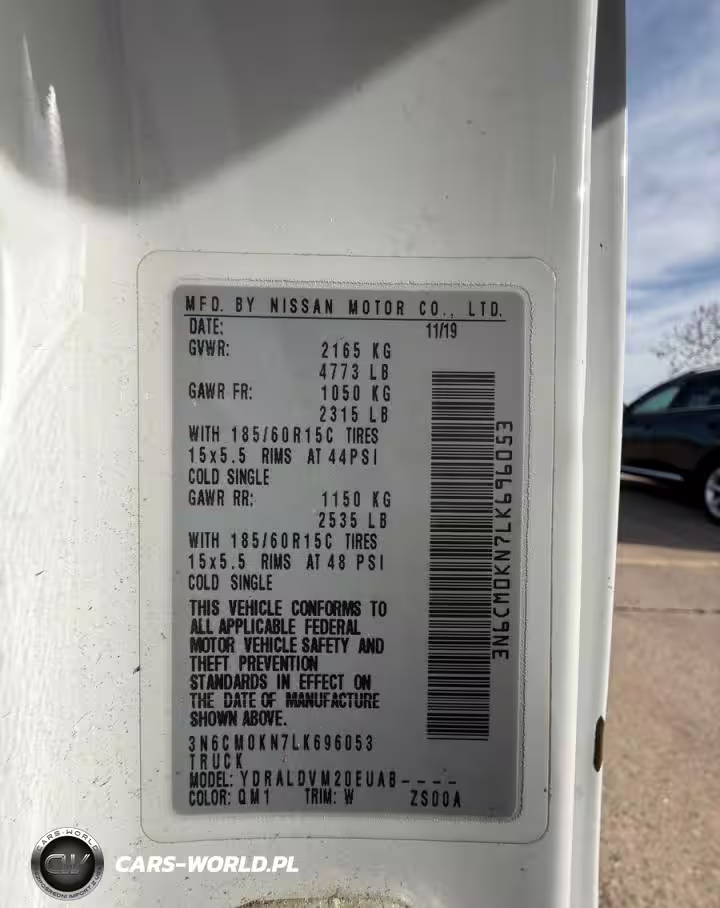 MFD. BY NISSAN MOTOR CO., LTD.
DATE: 11/19
GVWR: 2165 KG
4773 LB
GAWR FR: 1050 KG
2315 LB
WITH 185/60R15C TIRES
15x5.5 RIMS AT 44PSI
COLD SINGLE
GAWR RR: 1150 KG
2535 LB
WITH 185/60R15C TIRES
15x5.5 RIMS AT 48 PSI
COLD SINGLE
THIS VEHICLE CONFORMS TO
ALL APPLICABLE FEDERAL
MOTOR VEHICLE SAFETY AND
THEFT PREVENTION
STANDARDS IN EFFECT ON
THE DATE OF MANUFACTURE
SHOWN ABOVE.
3N6CM0KN7LK696053
TRUCK
MODEL: YDRALDVM20EUAB----
COLOR: QM1 TRIM: W ZS00A
3N6CM0KN7LK696053
CARS-WORLD
CW
CARS-WORLD.PL